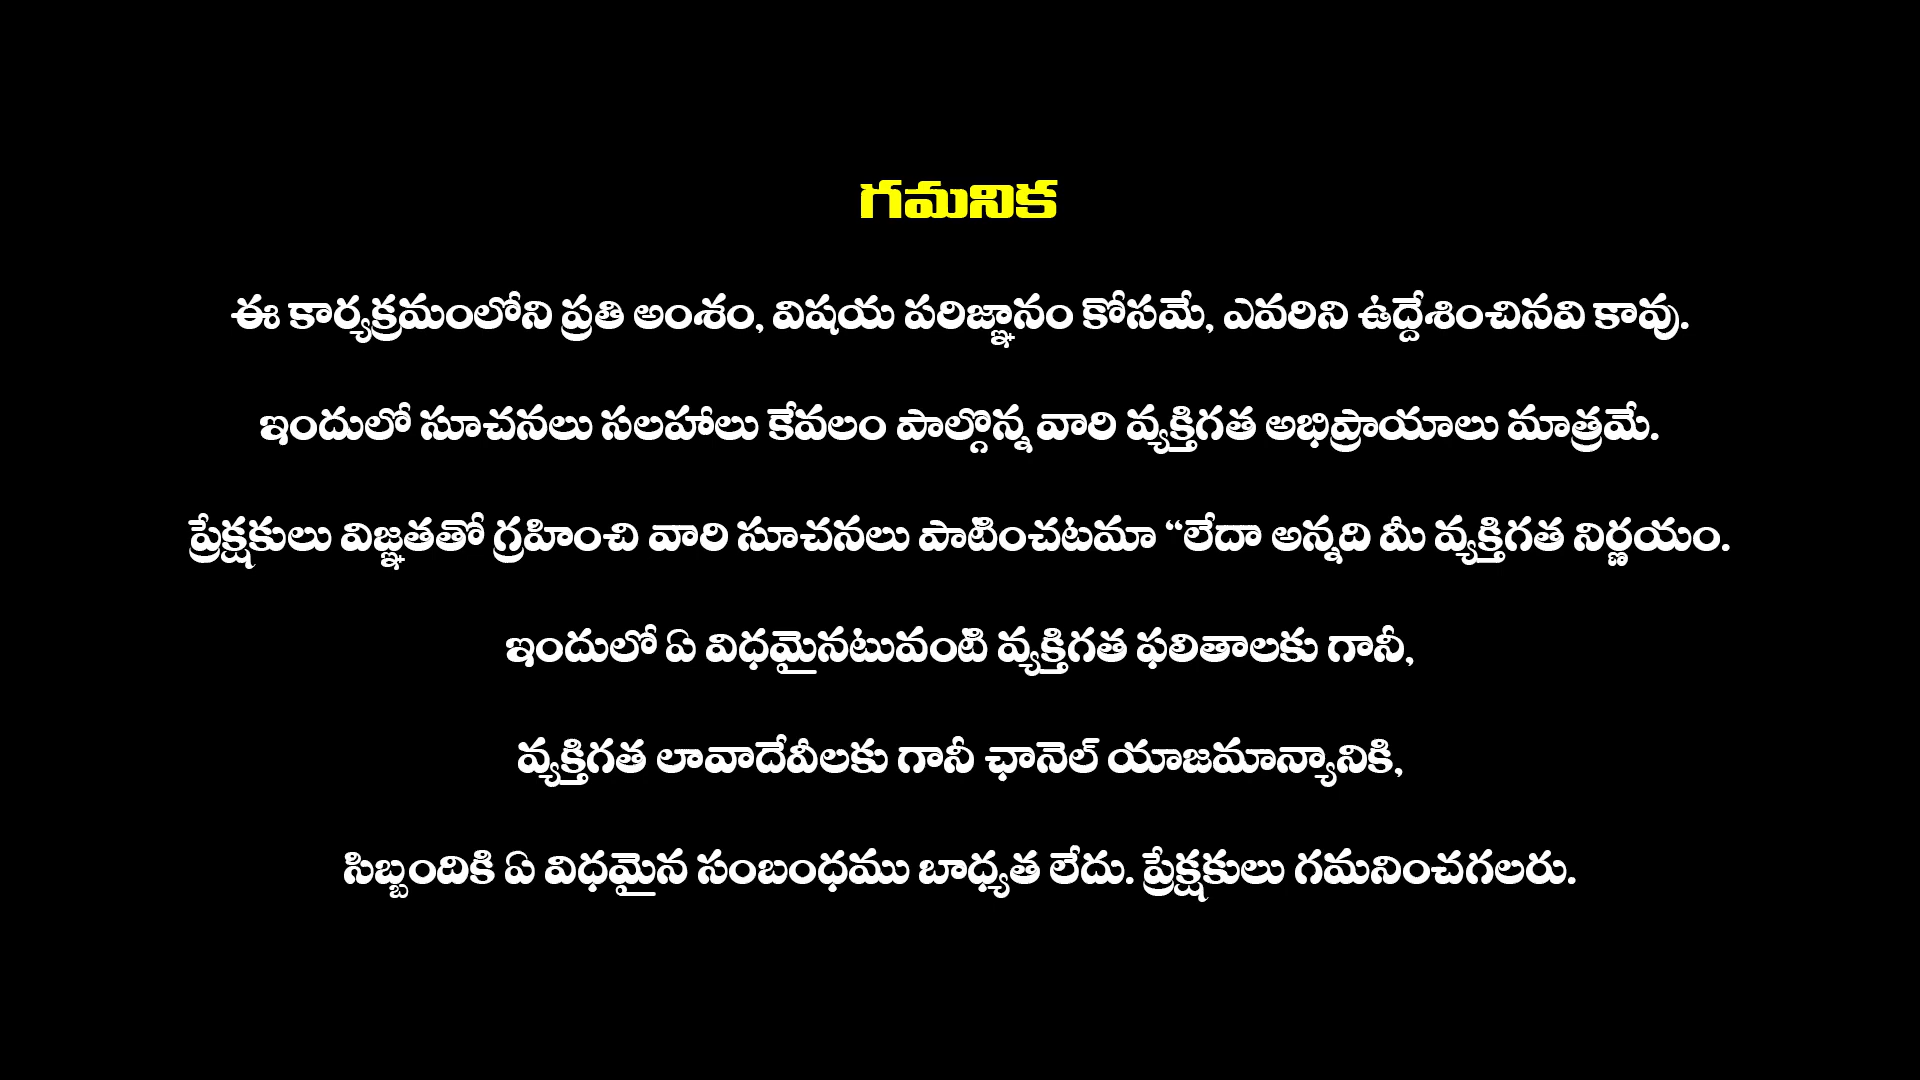 గమనిక
ఈ కార్యక్రమంలోని ప్రతి అంశం, విషయ పరిజ్ఞానం కోసమే, ఎవరిని ఉద్దేశించినవి కావు.
ఇందులో సూచనలు సలహాలు కేవలం పాల్గొన్న వారి వ్యక్తిగత అభిప్రాయాలు మాత్రమే.
ప్రేక్షకులు విజ్ఞతతో గ్రహించి వారి సూచనలు పాటించటమా “లేదా అన్నది మీ వ్యక్తిగత నిర్ణయం.
ఇందులో ఏ విధమైనటువంటి వ్యక్తిగత ఫలితాలకు గానీ,
వ్యక్తిగత లావాదేవీలకు గానీ ఛానెల్ యాజమాన్యానికి,
సిబ్బందికి ఏ విధమైన సంబంధము బాధ్యత లేదు. ప్రేక్షకులు గమనించగలరు.